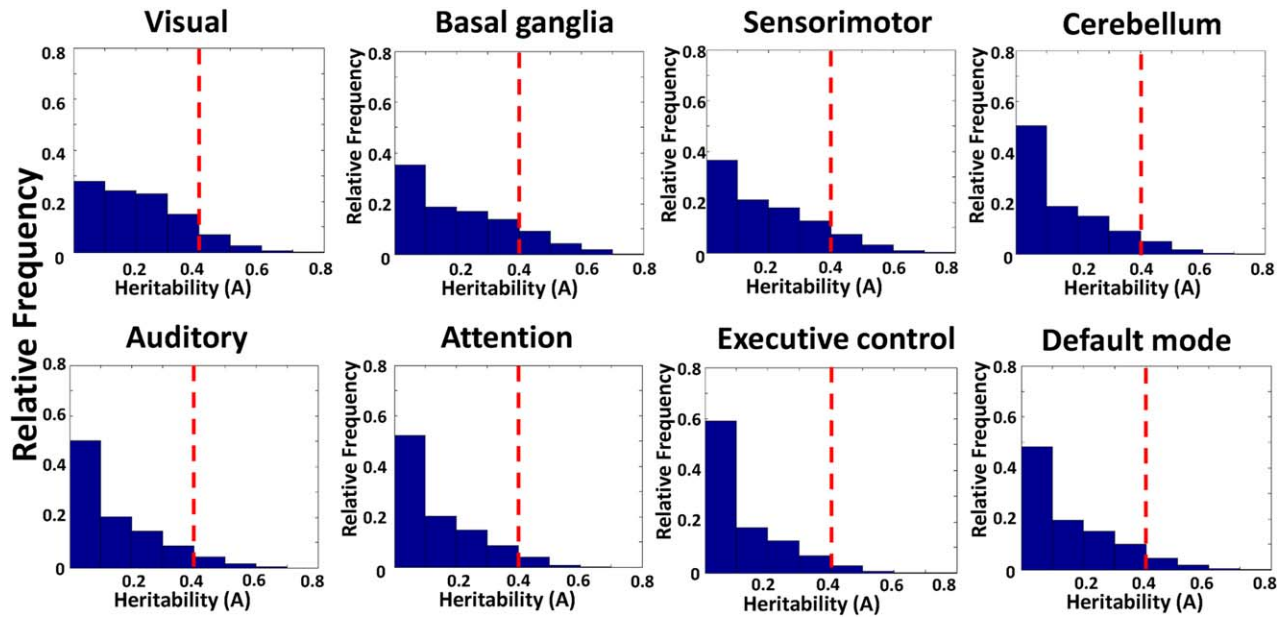 Visual
Basal ganglia
Sensorimotor
Cerebellum
Relative Frequency
0.8
0.6
0.4
0.2
0
0.2 0.4 0.6 0.8
Heritability (A)
Relative Frequency
0.8
0.6
0.4
0.2
0
0.2 0.4 0.6 0.8
Heritability (A)
Relative Frequency
0.8
0.6
0.4
0.2
0
0.2 0.4 0.6 0.8
Heritability (A)
Relative Frequency
0.8
0.6
0.4
0.2
0
0.2 0.4 0.6 0.8
Heritability (A)
Auditory
Attention
Executive control
Default mode
0.8
0.6
0.4
0.2
0
0.2 0.4 0.6 0.8
Heritability (A)
Relative Frequency
0.8
0.6
0.4
0.2
0
0.2 0.4 0.6 0.8
Heritability (A)
Relative Frequency
0.8
0.6
0.4
0.2
0
0.2 0.4 0.6 0.8
Heritability (A)
Relative Frequency
0.8
0.6
0.4
0.2
0
0.2 0.4 0.6 0.8
Heritability (A)